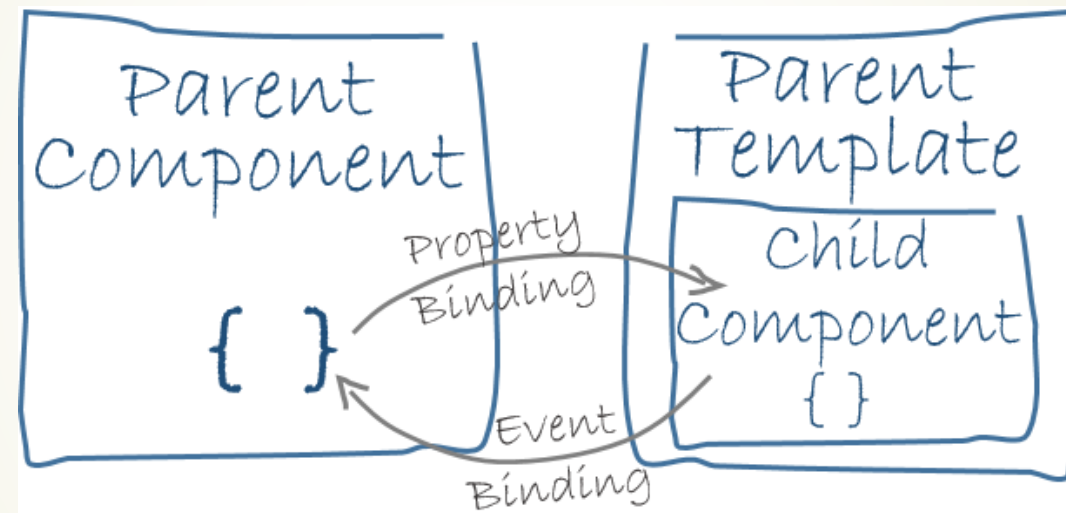 Parent
Component
{ }
Property
Binding
Event
Binding
Parent
Template
Child
Component
{ }